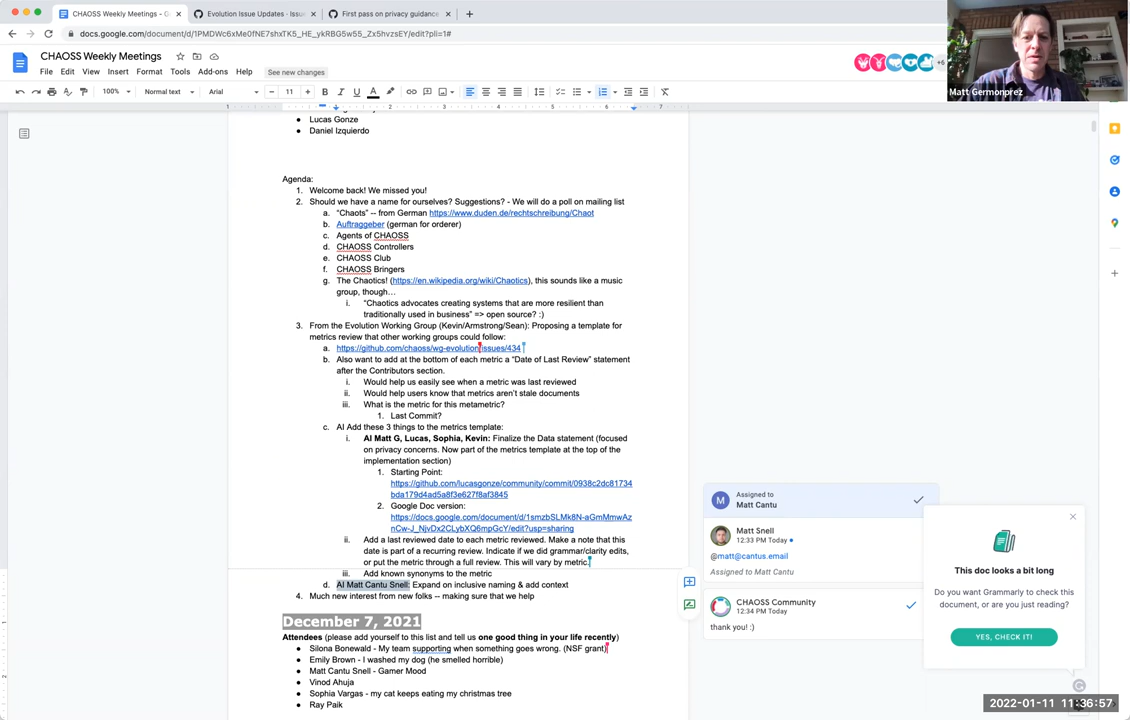 CHAOSS Weekly Meetings - G
Evolution Issue Updates · Issu
First pass on privacy guidance
docs.google.com/document/d/1PMDWc6xMe0fNE7shxTK5_HE_ykRBG5w55_Zx5hvzsEY/edit?pli=1#
CHAOSS Weekly Meetings
File Edit View Insert Format Tools Add-ons Help See new changes
+6
100% Normal text Arial 11
Matt Germonprez
Lucas Gonze
Daniel Izquierdo
Agenda:
1. Welcome back! We missed you!
2. Should we have a name for ourselves? Suggestions? - We will do a poll on mailing list
a. "Chaots" -- from German https://www.duden.de/rechtschreibung/Chaot
b. Auftraggeber (german for orderer)
c. Agents of CHAOSS
d. CHAOSS Controllers
e. CHAOSS Club
f. CHAOSS Bringers
g. The Chaotics! (https://en.wikipedia.org/wiki/Chaotics), this sounds like a music
group, though…
i. "Chaotics advocates creating systems that are more resilient than
traditionally used in business" => open source? :)
3. From the Evolution Working Group (Kevin/Armstrong/Sean): Proposing a template for
metrics review that other working groups could follow:
a. https://github.com/chaoss/wg-evolution/issues/434
b. Also want to add at the bottom of each metric a "Date of Last Review" statement
after the Contributors section.
i. Would help us easily see when a metric was last reviewed
ii. Would help users know that metrics aren't stale documents
iii. What is the metric for this metametric?
1. Last Commit?
c. AI Add these 3 things to the metrics template:
i. AI Matt G, Lucas, Sophia, Kevin: Finalize the Data statement (focused
on privacy concerns. Now part of the metrics template at the top of the
implementation section)
1. Starting Point:
https://github.com/lucasgonze/community/commit/0938c2dc81734
bda179d4ad5a8f3e627f8af3845
2. Google Doc version:
https://docs.google.com/document/d/1smzbSLMk8N-aGmMmwAz
nCw-J_NjvDx2CLybXQ6mpGcY/edit?usp=sharing
ii. Add a last reviewed date to each metric reviewed. Make a note that this
date is part of a recurring review. Indicate if we did grammar/clarity edits,
or put the metric through a full review. This will vary by metric.
iii. Add known synonyms to the metric
d. AI Matt Cantu Snell: Expand on inclusive naming & add context
4. Much new interest from new folks -- making sure that we help
December 7, 2021
Attendees (please add yourself to this list and tell us one good thing in your life recently)
Silona Bonewald - My team supporting when something goes wrong. (NSF grant)
Emily Brown - I washed my dog (he smelled horrible)
Matt Cantu Snell - Gamer Mood
Vinod Ahuja
Sophia Vargas - my cat keeps eating my christmas tree
Ray Paik
M
Assigned to
Matt Cantu
Matt Snell
12:33 PM Today
@matt@cantus.email
Assigned to Matt Cantu
CHAOSS Community
12:34 PM Today
thank you! :)
This doc looks a bit long
Do you want Grammarly to check this
document, or are you just reading?
YES, CHECK IT!
2022-01-11 11:36:57